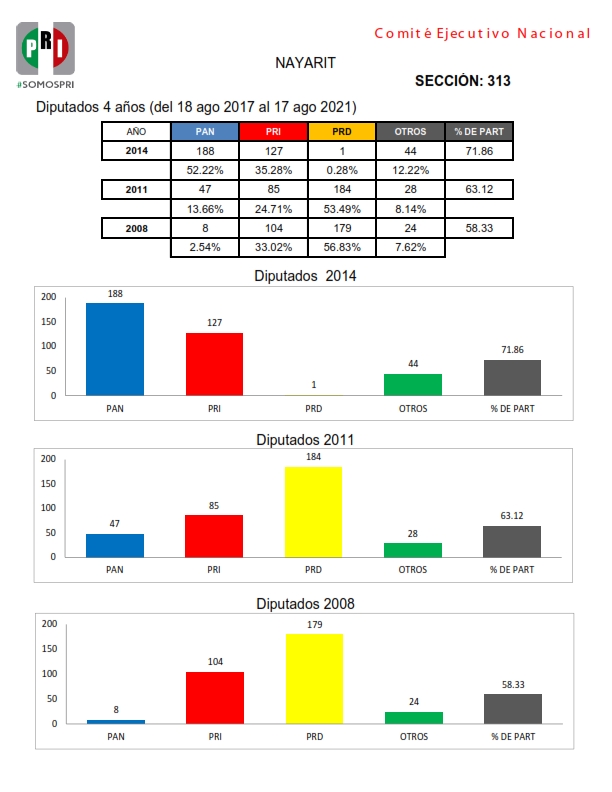 Comité Ejecutivo Nacional
PRI
#SOMOSPRI
NAYARIT
SECCIÓN: 313
Diputados 4 años (del 18 ago 2017 al 17 ago 2021)
AÑO PAN PRI PRD OTROS % DE PART
2014 188 127 1 44 71.86
52.22% 35.28% 0.28% 12.22%
2011 47 85 184 28 63.12
13.66% 24.71% 53.49% 8.14%
2008 8 104 179 24 58.33
2.54% 33.02% 56.83% 7.62%
Diputados 2014
200
150
100
50
0
188
127
1
44
71.86
PAN PRI PRD OTROS % DE PART
Diputados 2011
200
150
100
50
0
47
85
184
28
63.12
PAN PRI PRD OTROS % DE PART
Diputados 2008
200
150
100
50
0
8
104
179
24
58.33
PAN PRI PRD OTROS % DE PART